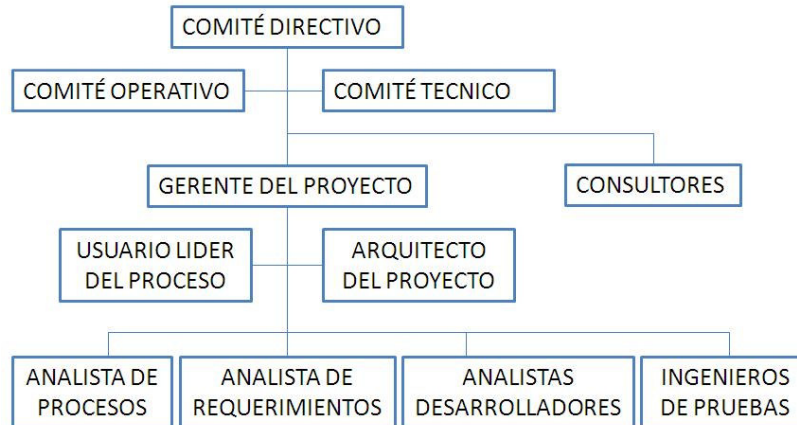 COMITÉ DIRECTIVO
COMITÉ OPERATIVO
COMITÉ TECNICO
GERENTE DEL PROYECTO
CONSULTORES
USUARIO LIDER
DEL PROCESO
ARQUITECTO
DEL PROYECTO
ANALISTA DE
PROCESOS
ANALISTA DE
REQUERIMIENTOS
ANALISTAS
DESARROLLADORES
INGENIEROS
DE PRUEBAS